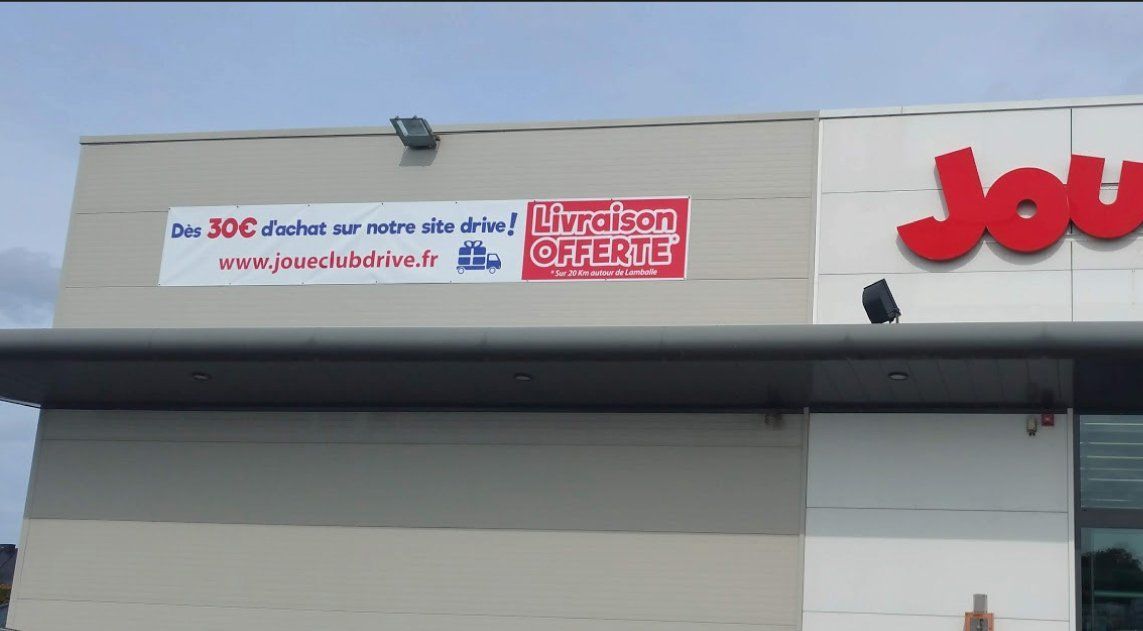 Dès 30€ d'achat sur notre site drive !
www.joueclubdrive.fr
Livraison
OFFERTE*
* Sur 20 Km autour de Lamballe
JOU